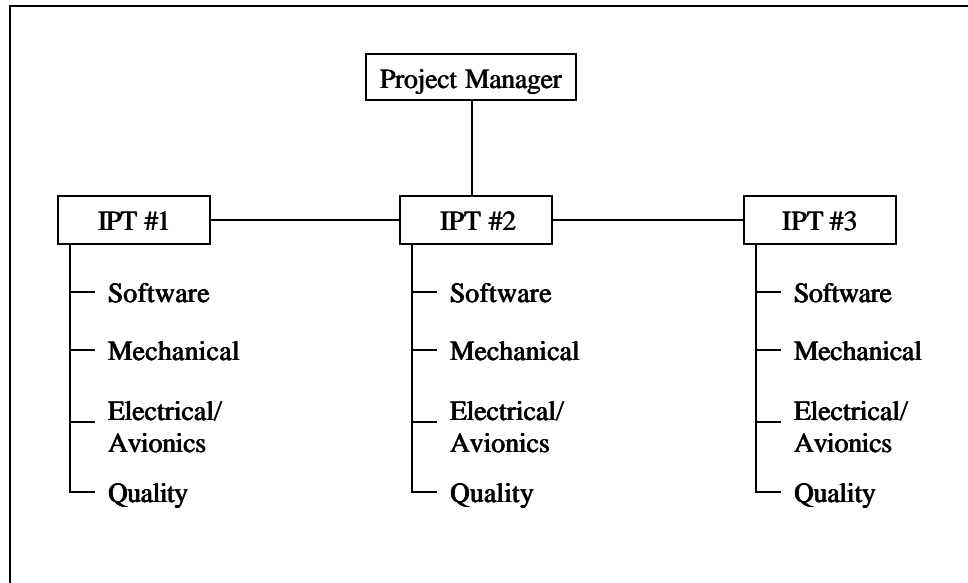 Project Manager
IPT #1
IPT #2
IPT #3
Software
Mechanical
Electrical/
Avionics
Quality
Software
Mechanical
Electrical/
Avionics
Quality
Software
Mechanical
Electrical/
Avionics
Quality